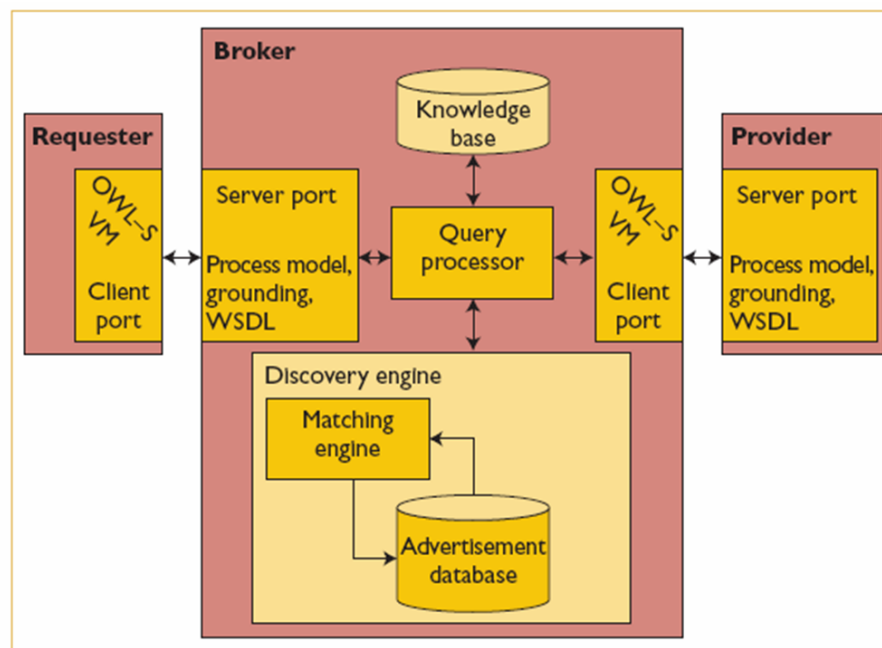 Broker
Knowledge
base
Requester
Provider
OWL–S
VM
Client
port
Server port
Process model,
grounding,
WSDL
Query
processor
OWL–S
VM
Client
port
Server port
Process model,
grounding,
WSDL
Discovery engine
Matching
engine
Advertisement
database